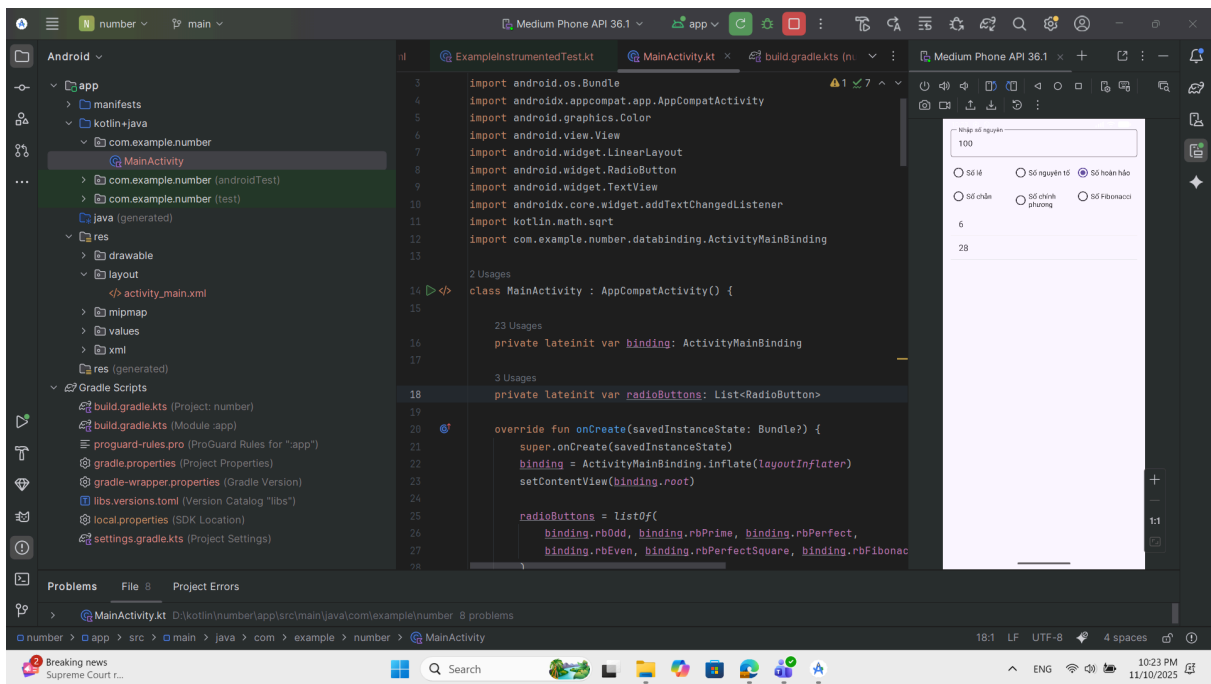 N number main Medium Phone API 36.1 app
Android
ExampleInstrumentedTest.kt MainActivity.kt build.gradle.kts (nu Medium Phone API 36.1
app
manifests
kotlin+java
com.example.number
MainActivity
com.example.number (androidTest)
com.example.number (test)
java (generated)
res
drawable
layout
activity_main.xml
mipmap
values
xml
res (generated)
Gradle Scripts
build.gradle.kts (Project: number)
build.gradle.kts (Module :app)
proguard-rules.pro (ProGuard Rules for ":app")
gradle.properties (Project Properties)
gradle-wrapper.properties (Gradle Version)
libs.versions.toml (Version Catalog "libs")
local.properties (SDK Location)
settings.gradle.kts (Project Settings)
1 7
3 import android.os.Bundle
4 import androidx.appcompat.app.AppCompatActivity
5 import android.graphics.Color
6 import android.view.View
7 import android.widget.LinearLayout
8 import android.widget.RadioButton
9 import android.widget.TextView
10 import androidx.core.widget.addTextChangedListener
11 import kotlin.math.sqrt
12 import com.example.number.databinding.ActivityMainBinding
13
2 Usages
14 class MainActivity : AppCompatActivity() {
15
23 Usages
16 private lateinit var binding: ActivityMainBinding
17
3 Usages
18 private lateinit var radioButtons: List<RadioButton>
19
20 override fun onCreate(savedInstanceState: Bundle?) {
21 super.onCreate(savedInstanceState)
22 binding = ActivityMainBinding.inflate(layoutInflater)
23 setContentView(binding.root)
24
25 radioButtons = listOf(
26 binding.rbOdd, binding.rbPrime, binding.rbPerfect,
27 binding.rbEven, binding.rbPerfectSquare, binding.rbFibonac
28 )
Nhập số nguyên
100
Số lẻ Số nguyên tố Số hoàn hảo
Số chẵn Số chính phương Số Fibonacci
6
28
1:1
Problems File 8 Project Errors
MainActivity.kt D:\kotlin\number\app\src\main\java\com\example\number 8 problems
number > app > src > main > java > com > example > number > MainActivity 18:1 LF UTF-8 4 spaces
2 Breaking news
Supreme Court r...
Search
ENG
10:23 PM
11/10/2025